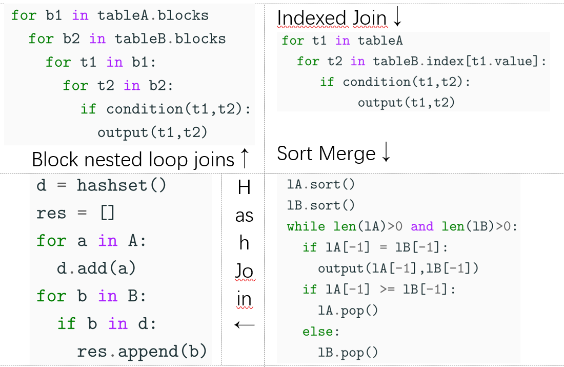 for b1 in tableA.blocks
for b2 in tableB.blocks
for t1 in b1:
for t2 in b2:
if condition(t1,t2):
output(t1,t2)
Block nested loop joins ↑
Indexed Join ↓
for t1 in tableA
for t2 in tableB.index[t1.value]:
if condition(t1,t2):
output(t1,t2)
d = hashset()
res = []
for a in A:
d.add(a)
for b in B:
if b in d:
res.append(b)
H
as
h
Jo
in
←
Sort Merge ↓
lA.sort()
lB.sort()
while len(lA)>0 and len(lB)>0:
if lA[-1] = lB[-1]:
output(lA[-1],lB[-1])
if lA[-1] >= lB[-1]:
lA.pop()
else:
lB.pop()